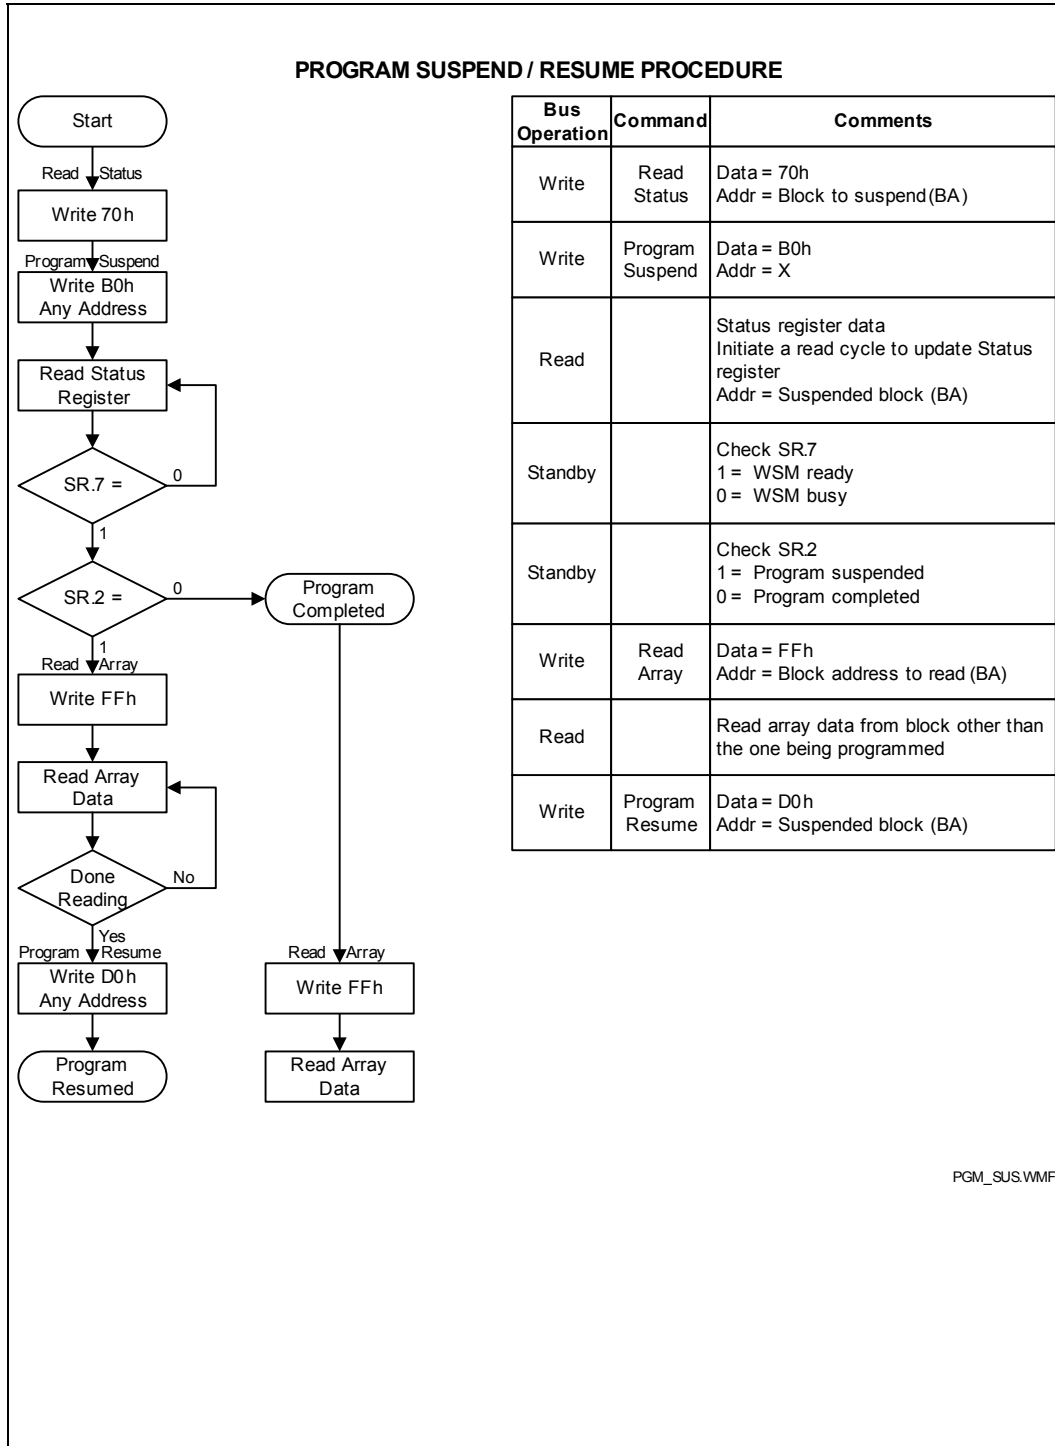 PROGRAM SUSPEND / RESUME PROCEDURE
Start
Read Status
Write 70h
Program Suspend
Write B0h
Any Address
Read Status
Register
SR.7 =
0
1
SR.2 =
0
Program
Completed
1
Read Array
Write FFh
Read Array
Data
Done
Reading
No
Yes
Program Resume
Write D0h
Any Address
Program
Resumed
Read Array
Write FFh
Read Array
Data
Bus
Operation
Command
Comments
Write
Read
Status
Data = 70h
Addr = Block to suspend (BA)
Write
Program
Suspend
Data = B0h
Addr = X
Read
Status register data
Initiate a read cycle to update Status
register
Addr = Suspended block (BA)
Standby
Check SR.7
1 = WSM ready
0 = WSM busy
Standby
Check SR.2
1 = Program suspended
0 = Program completed
Write
Read
Array
Data = FFh
Addr = Block address to read (BA)
Read
Read array data from block other than
the one being programmed
Write
Program
Resume
Data = D0h
Addr = Suspended block (BA)
PGM_SUS.WMF